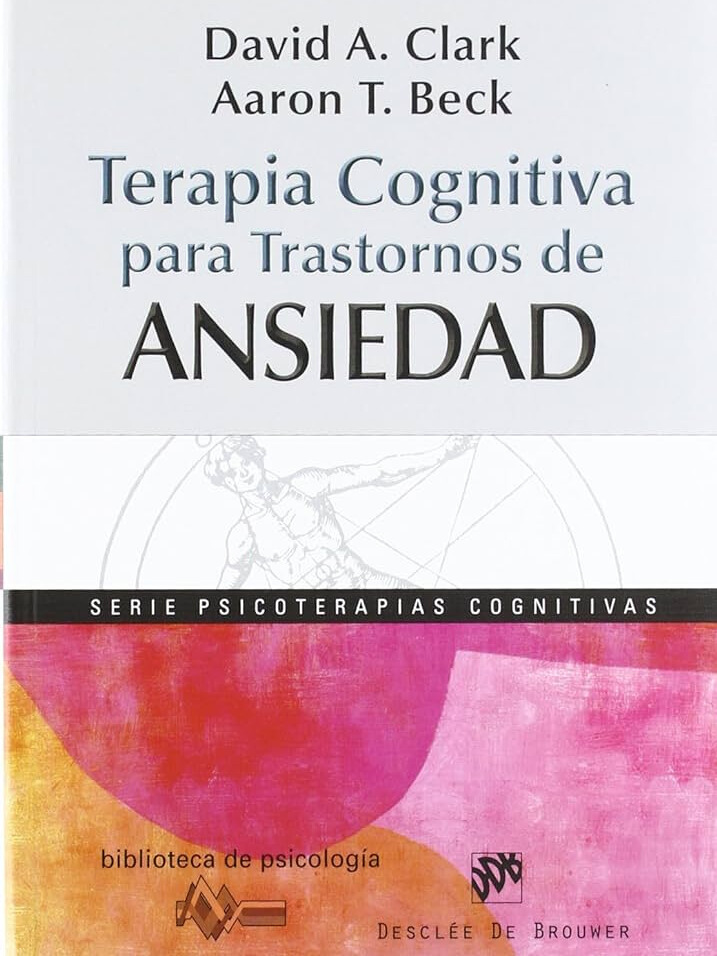 David A. Clark
Aaron T. Beck
Terapia Cognitiva
para Trastornos de
ANSIEDAD
SERIE PSICOTERAPIAS COGNITIVAS
biblioteca de psicología
DDB
DESCLÉE DE BROUWER